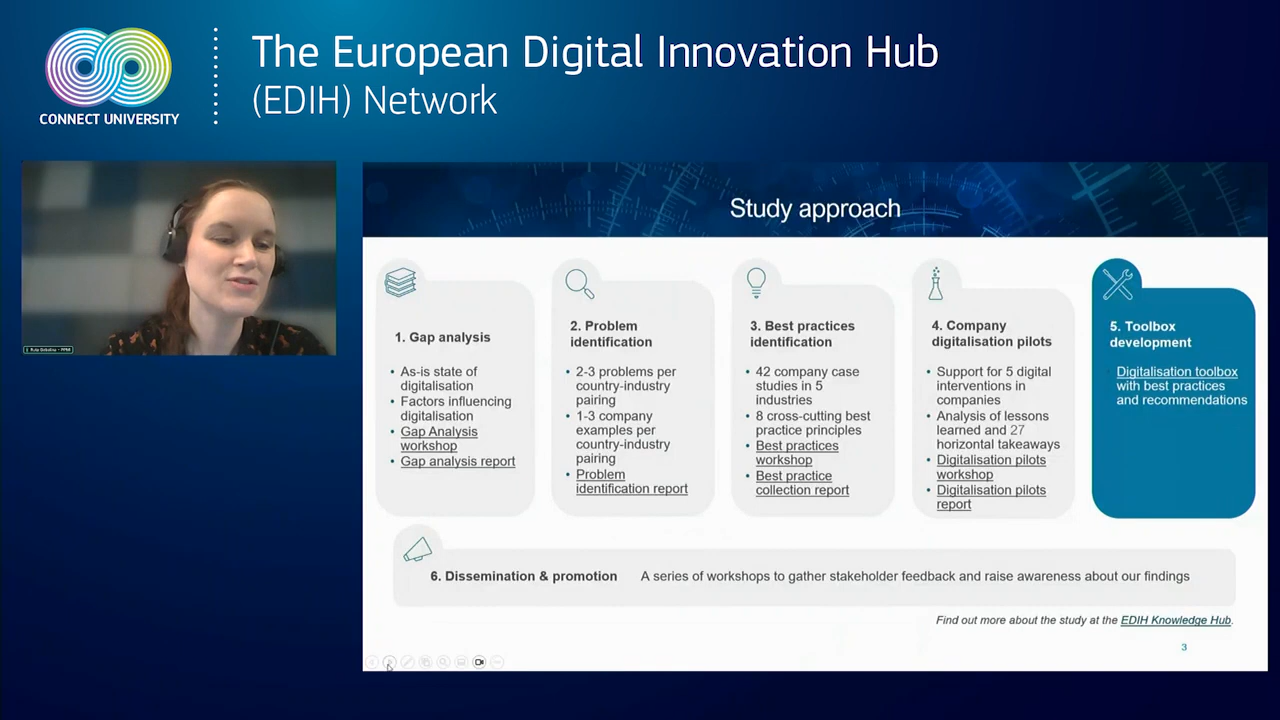 The European Digital Innovation Hub
(EDIH) Network
CONNECT UNIVERSITY
Study approach
1. Gap analysis
• As-is state of
digitalisation
• Factors influencing
digitalisation
• Gap Analysis
workshop
• Gap analysis report
2. Problem
identification
• 2-3 problems per
country-industry
pairing
• 1-3 company
examples per
country-industry
pairing
• Problem
identification report
3. Best practices
identification
• 42 company case
studies in 5
industries
• 8 cross-cutting best
practice principles
• Best practices
workshop
• Best practice
collection report
4. Company
digitalisation pilots
• Support for 5 digital
interventions in
companies
• Analysis of lessons
learned and 27
horizontal takeaways
• Digitalisation pilots
workshop
• Digitalisation pilots
report
5. Toolbox
development
Digitalisation toolbox
with best practices
and recommendations
6. Dissemination & promotion A series of workshops to gather stakeholder feedback and raise awareness about our findings
Find out more about the study at the EDIH Knowledge Hub.
3